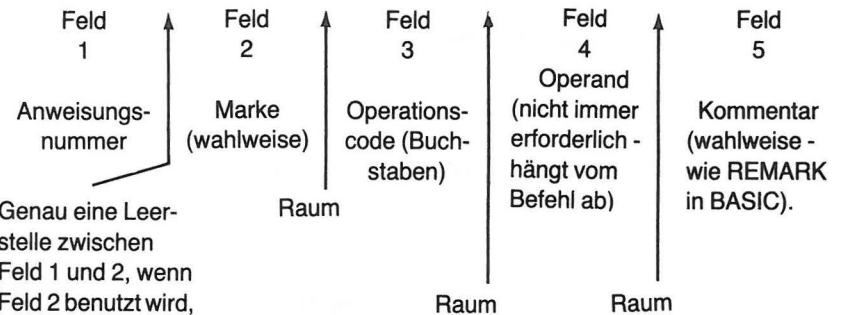 Feld Feld Feld Feld Feld
1 2 3 4 5
Anweisungs-
nummer
Marke
(wahlweise)
Operations-
code (Buch-
staben)
Operand
(nicht immer
erforderlich -
hängt vom
Befehl ab)
Kommentar
(wahlweise -
wie REMARK
in BASIC).
Genau eine Leer-
stelle zwischen
Feld 1 und 2, wenn
Feld 2 benutzt wird,
Raum
Raum
Raum